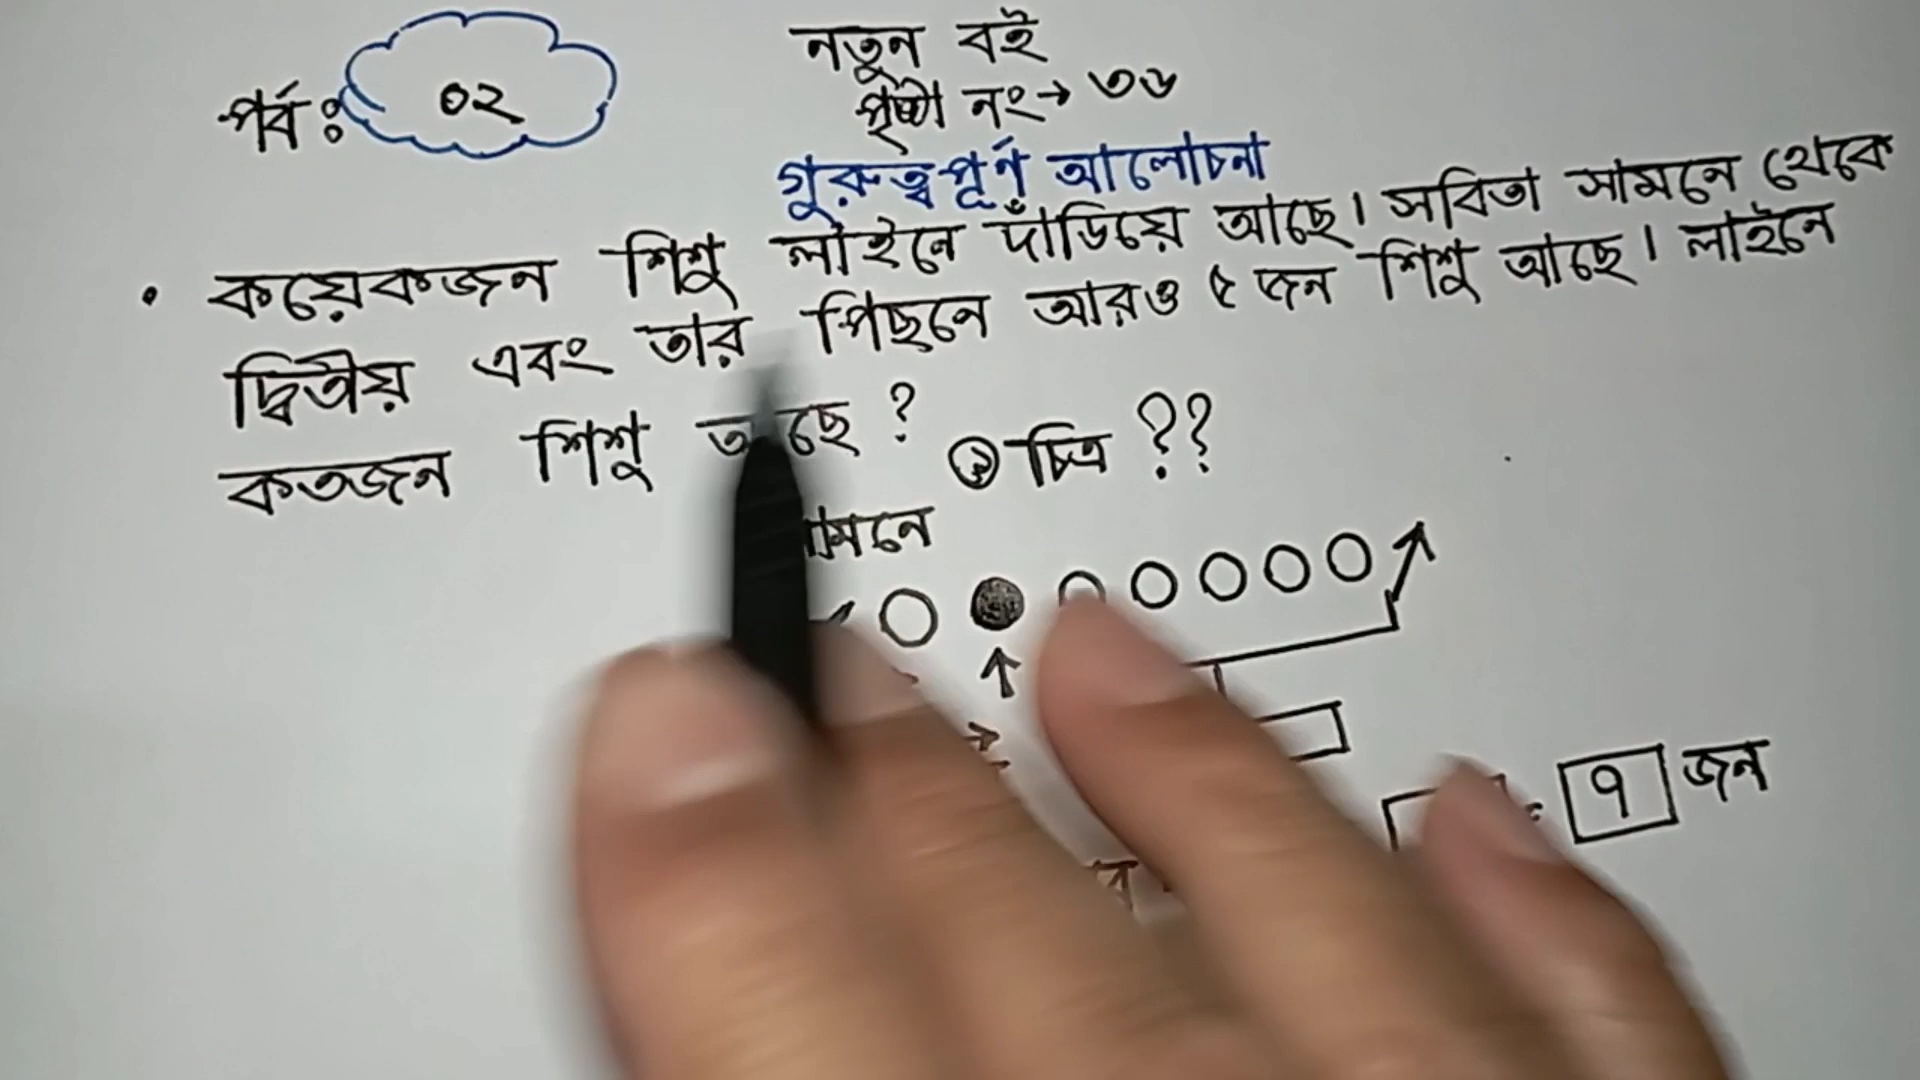 পর্ব : ০২
নতুন বই
পৃষ্ঠা নং → ৩৬
গুরুত্বপূর্ণ আলোচনা
• কয়েকজন শিশু লাইনে দাঁড়িয়ে আছে। সবিতা সামনে থেকে
দ্বিতীয় এবং তার পিছনে আরও ৫ জন শিশু আছে। লাইনে
কতজন শিশু আছে ?
চিত্র ??
সামনে
৭ জন